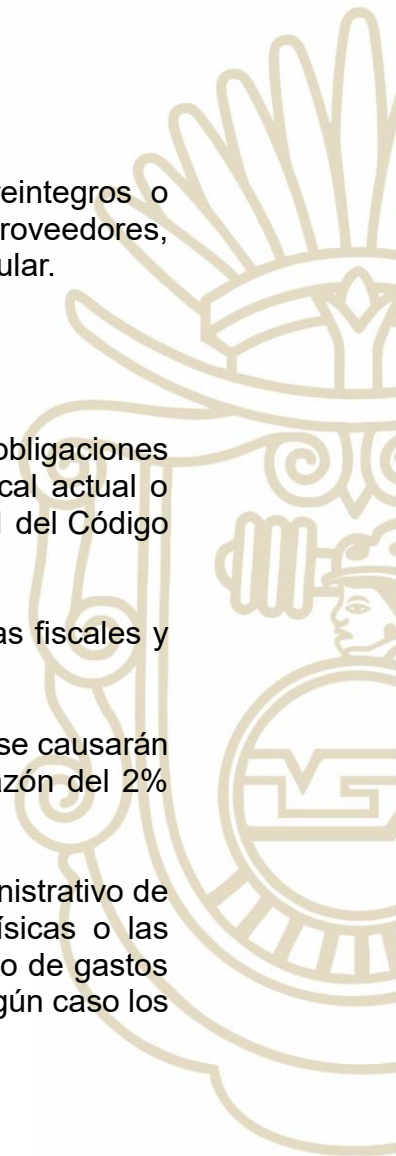 reintegros o
roveedores,
ular.
obligaciones
cal actual o
del Código
as fiscales y
se causarán
azón del 2%
nistrativo de
ísicas o las
o de gastos
gún caso los